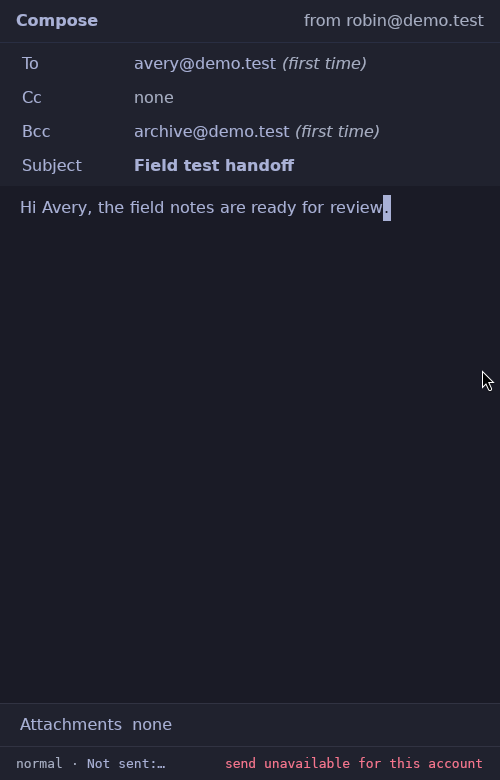 Compose from robin@demo.test
To avery@demo.test (first time)
Cc none
Bcc archive@demo.test (first time)
Subject Field test handoff
Hi Avery, the field notes are ready for review.
Attachments none
normal · Not sent:… send unavailable for this account